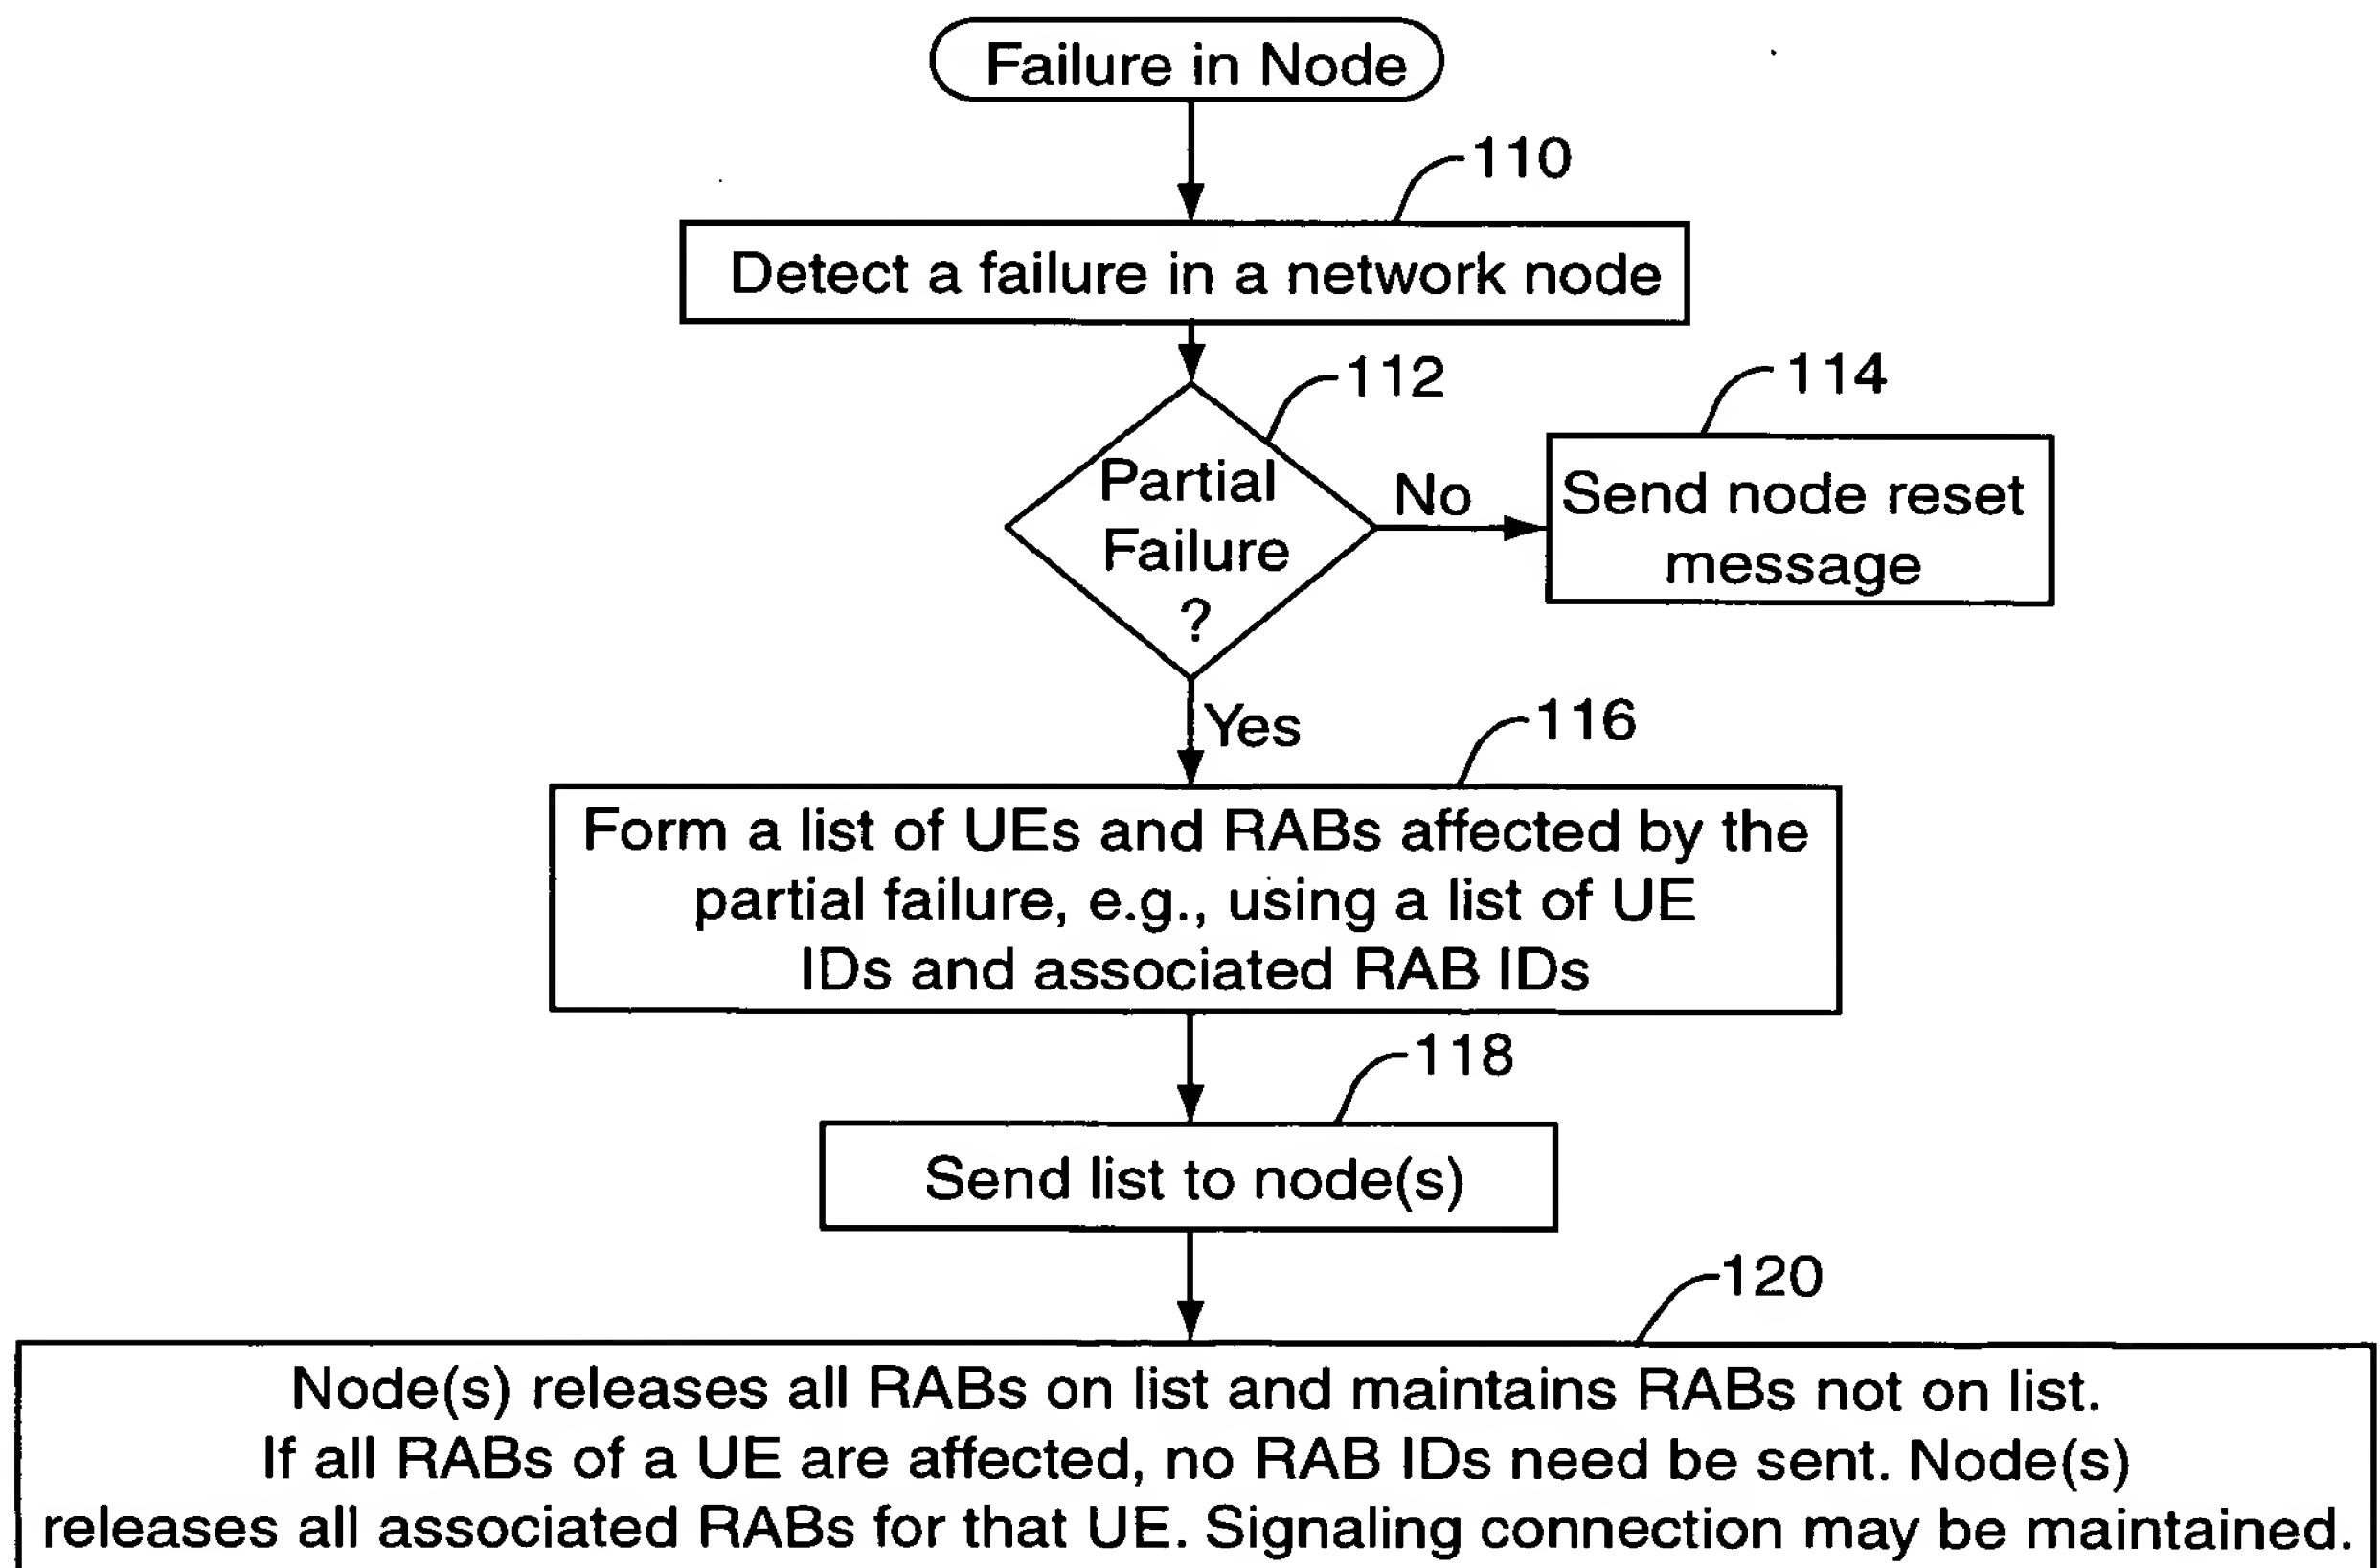 Failure in Node
110
Detect a failure in a network node
112
114
Partial
Failure
?
No
Send node reset
message
Yes
116
Form a list of UEs and RABs affected by the
partial failure, e.g., using a list of UE
IDs and associated RAB IDs
118
Send list to node(s)
120
Node(s) releases all RABs on list and maintains RABs not on list.
If all RABs of a UE are affected, no RAB IDs need be sent. Node(s)
releases all associated RABs for that UE. Signaling connection may be maintained.